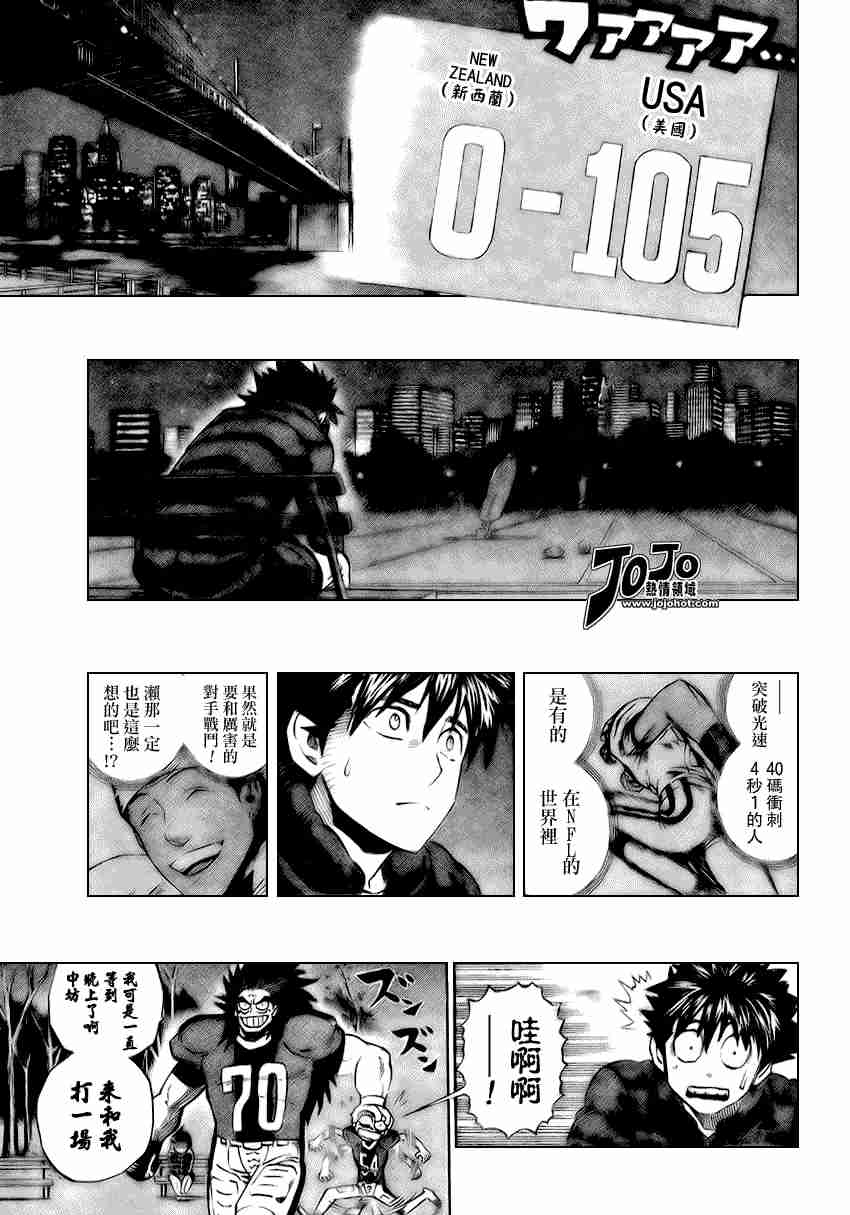 ワアアアア…
USA
(美國)
NEW
ZEALAND
(新西蘭)
0-105
JOJO
熱情領域
www.jojohot.com
——突破光速
40碼衝刺
4秒1的人
是有的
在NFL的
世界裡
果然就是
要和厲害的
對手戰鬥!
瀨那一定
也是這麼
想的吧…!?
哇啊啊
——!
ズンズン
我可是一直
等到
晚上了啊
中坊
来和我
打一場
70